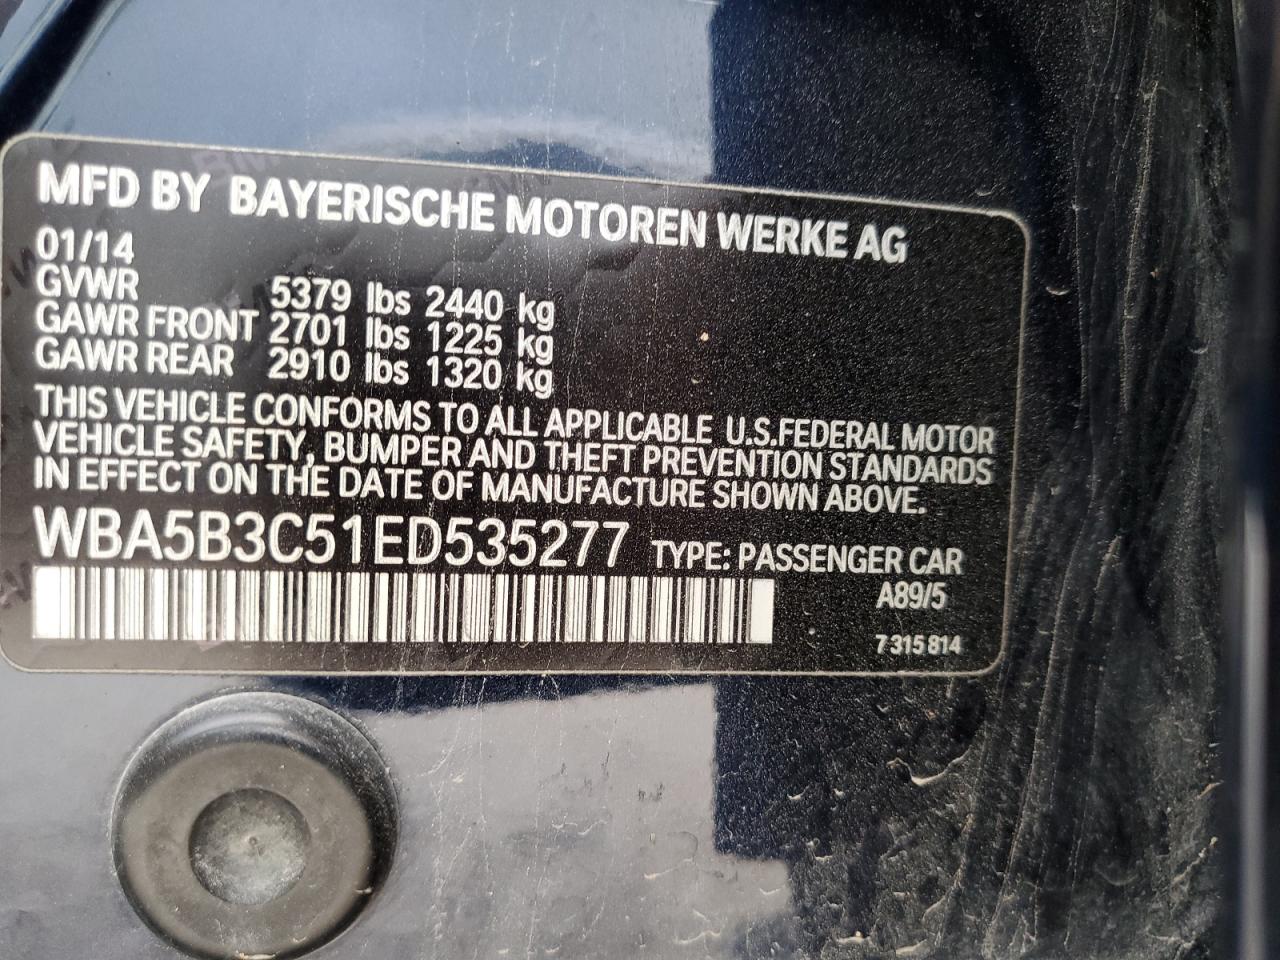 MFD BY BAYERISCHE MOTOREN WERKE AG
01/14
GVWR 5379 lbs 2440 kg
GAWR FRONT 2701 lbs 1225 kg
GAWR REAR 2910 lbs 1320 kg
THIS VEHICLE CONFORMS TO ALL APPLICABLE U.S.FEDERAL MOTOR
VEHICLE SAFETY, BUMPER AND THEFT PREVENTION STANDARDS
IN EFFECT ON THE DATE OF MANUFACTURE SHOWN ABOVE.
WBA5B3C51ED535277 TYPE: PASSENGER CAR
A89/5
7 315 814